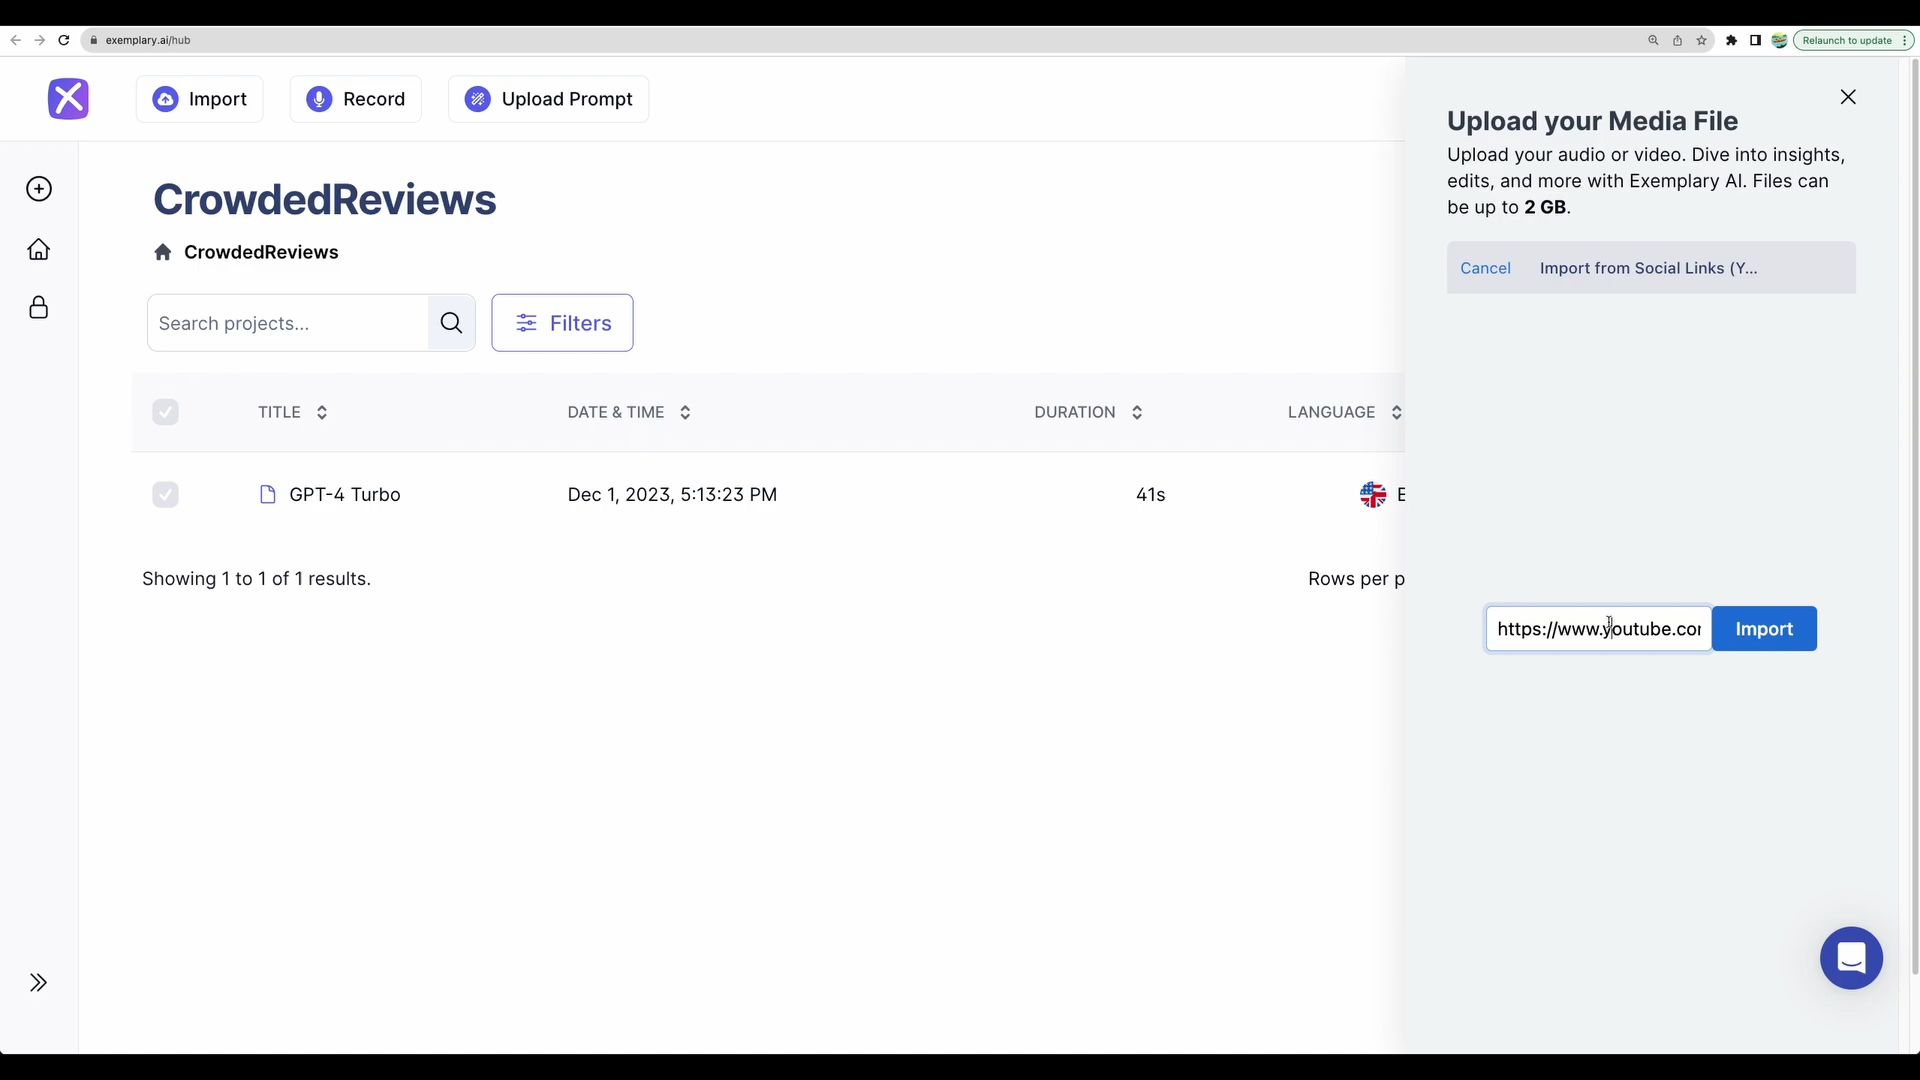 exemplary.ai/hub
Relaunch to update
Import
Record
Upload Prompt
CrowdedReviews
CrowdedReviews
Search projects...
Filters
TITLE DATE & TIME DURATION LANGUAGE
GPT-4 Turbo Dec 1, 2023, 5:13:23 PM 41s E
Showing 1 to 1 of 1 results.
Rows per p
Upload your Media File
Upload your audio or video. Dive into insights,
edits, and more with Exemplary AI. Files can
be up to 2 GB.
Cancel Import from Social Links (Y...
https://www.youtube.cor Import